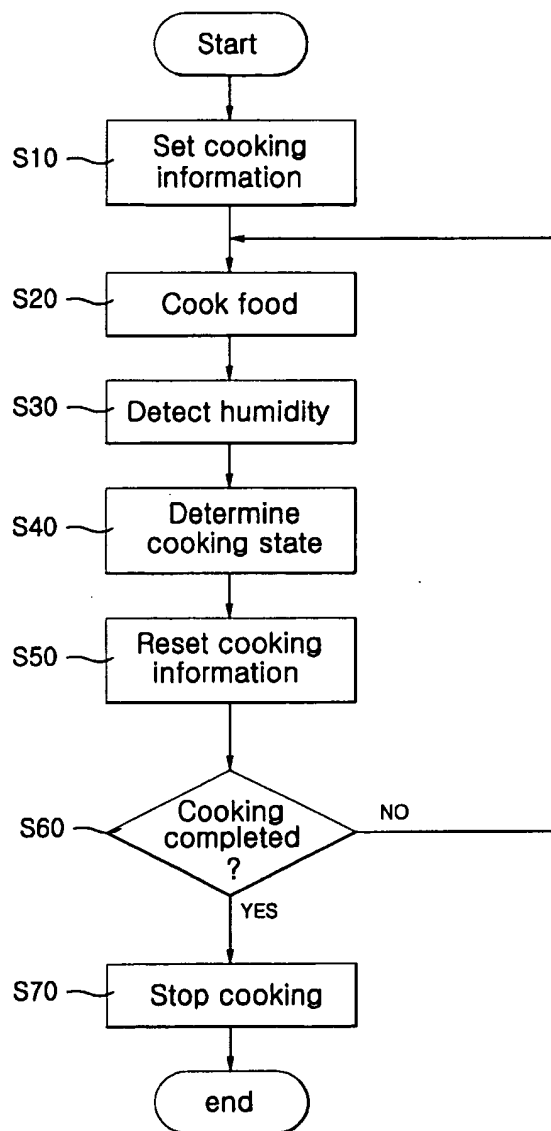 Start
S10
Set cooking
information
S20
Cook food
S30
Detect humidity
S40
Determine
cooking state
S50
Reset cooking
information
S60
Cooking
completed
?
NO
YES
S70
Stop cooking
end